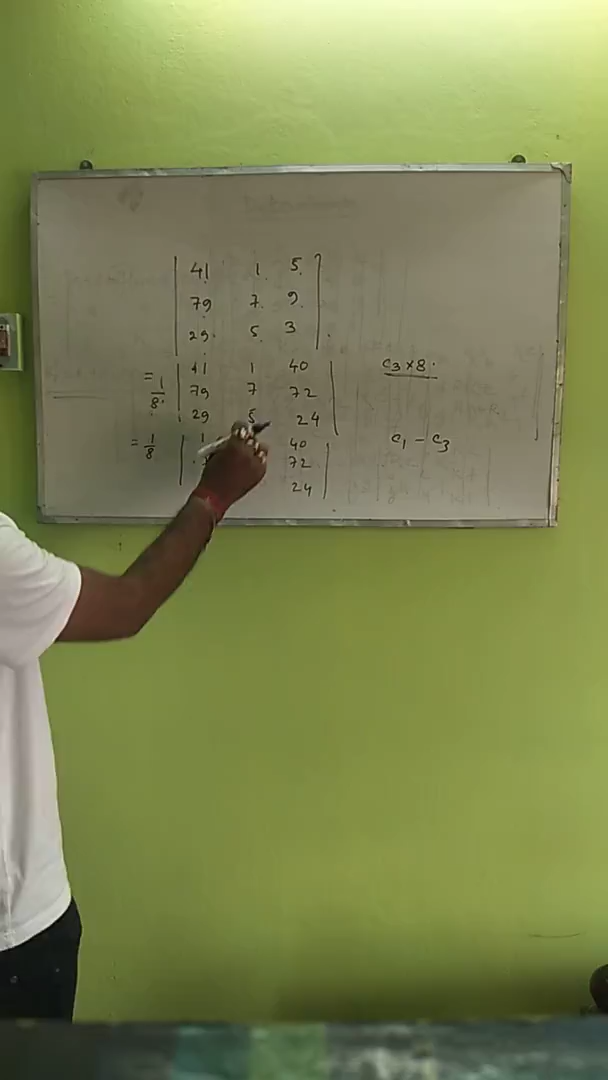 41 1 5
79 7 9
29 5 3
= 1/8 | 41 1 40 | C3 × 8
79 7 72
29 5 24
= 1/8 | 1 40 | C1 - C3
7 72
24